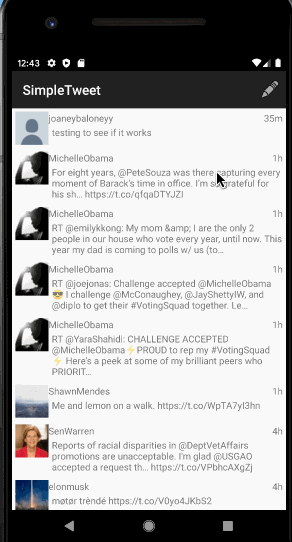 12:43
SimpleTweet
joaneybaloneyy 35m
testing to see if it works
MichelleObama 1h
For eight years, @PeteSouza was there capturing every
moment of Barack's time in office. I'm so grateful for
his sh... https://t.co/qfqaDTYJZI
MichelleObama 1h
RT @emilykkong: My mom &amp; I are the only 2
people in our house who vote every year, until now. This
year my dad is coming to polls w/ us (to...
MichelleObama 1h
RT @joejonas: Challenge accepted @MichelleObama
😎 I challenge @McConaughey, @JayShettyIW, and
@diplo to get their #VotingSquad together. Le...
MichelleObama 1h
RT @YaraShahidi: CHALLENGE ACCEPTED
@MichelleObama⚡PROUD to rep my #VotingSquad
⚡ Here's a peek at some of my brilliant peers who
PRIORIT...
ShawnMendes 1h
Me and lemon on a walk. https://t.co/WpTA7yI3hn
SenWarren 4h
Reports of racial disparities in @DeptVetAffairs
promotions are unacceptable. I'm glad @USGAO
accepted a request th... https://t.co/VPbhcAXgZj
elonmusk 4h
møtør trèndé https://t.co/V0yo4JKbS2